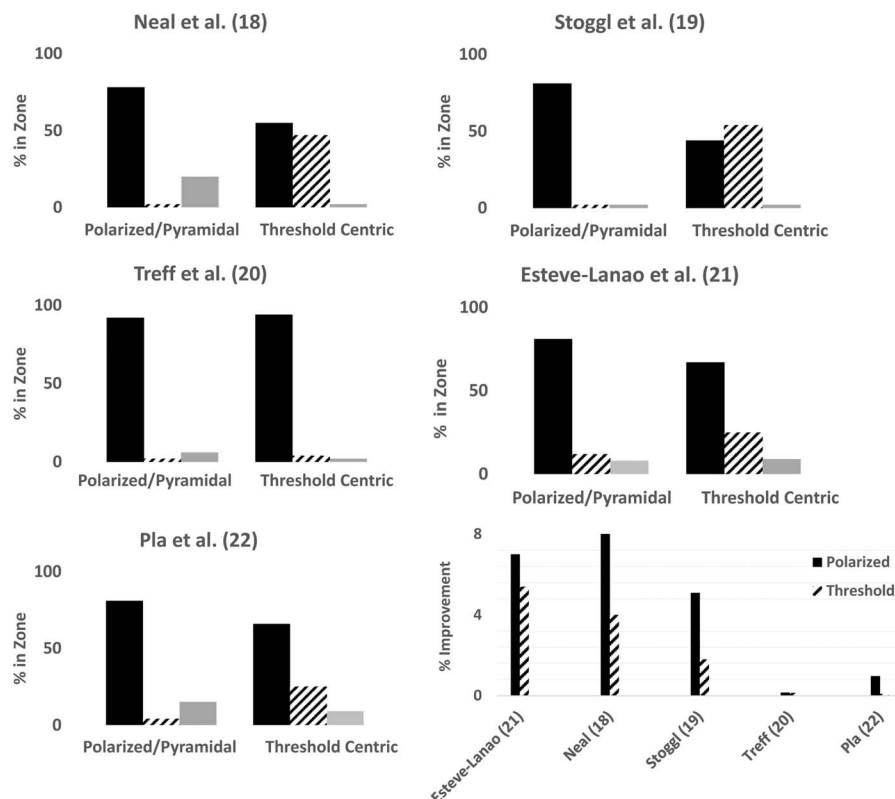 Neal et al. (18)
100
50
0
% in Zone
Polarized/Pyramidal
Threshold Centric
Stoggl et al. (19)
100
50
0
% in Zone
Polarized/Pyramidal
Threshold Centric
Treff et al. (20)
100
50
0
% in Zone
Polarized/Pyramidal
Threshold Centric
Esteve-Lanao et al. (21)
100
50
0
% in Zone
Polarized/Pyramidal
Threshold Centric
Pla et al. (22)
100
50
0
% in Zone
Polarized/Pyramidal
Threshold Centric
8
4
0
% Improvement
Polarized
Threshold
Esteve-Lanao (21)
Neal (18)
Stoggl (19)
Treff (20)
Pla (22)